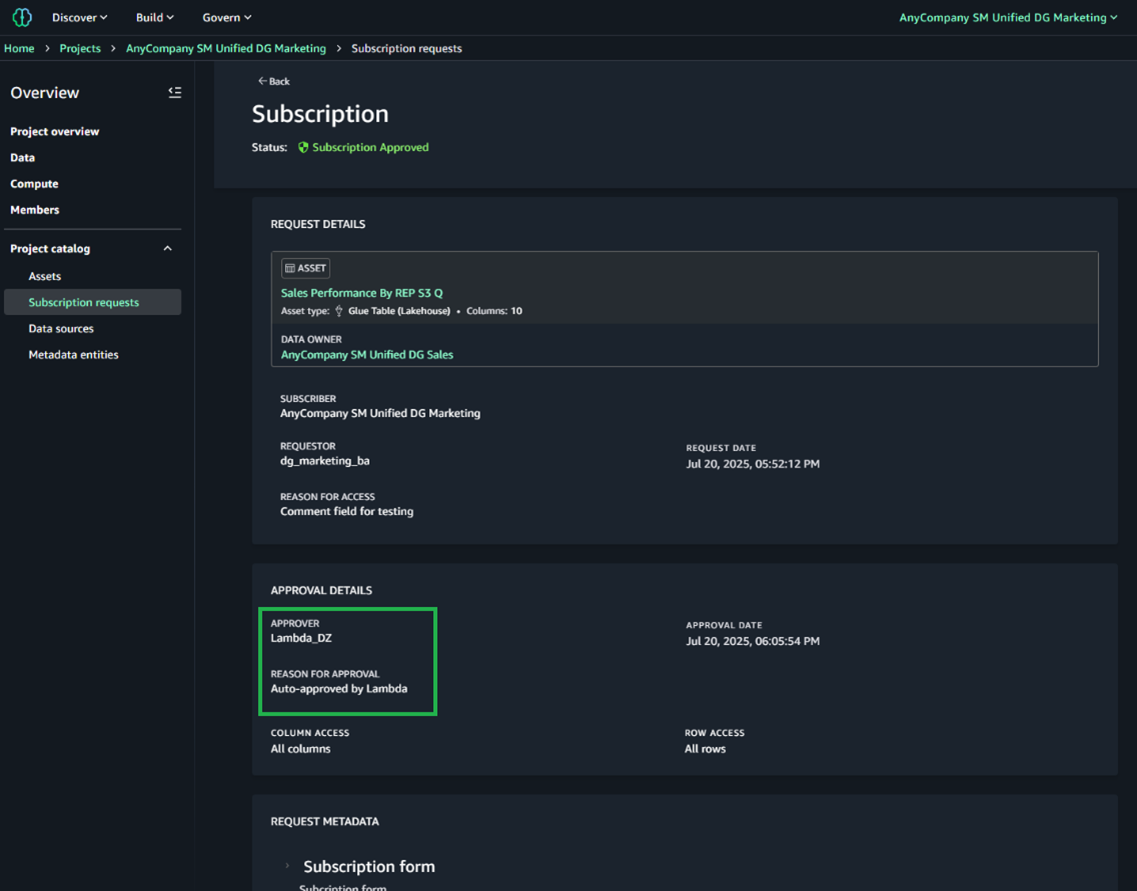 Discover Build Govern AnyCompany SM Unified DG Marketing
Home > Projects > AnyCompany SM Unified DG Marketing > Subscription requests
Overview
Project overview
Data
Compute
Members
Project catalog
Assets
Subscription requests
Data sources
Metadata entities
Back
Subscription
Status: Subscription Approved
REQUEST DETAILS
ASSET
Sales Performance By REP S3 Q
Asset type: Glue Table (Lakehouse) • Columns: 10
DATA OWNER
AnyCompany SM Unified DG Sales
SUBSCRIBER
AnyCompany SM Unified DG Marketing
REQUESTOR
dg_marketing_ba
REQUEST DATE
Jul 20, 2025, 05:52:12 PM
REASON FOR ACCESS
Comment field for testing
APPROVAL DETAILS
APPROVER
Lambda_DZ
APPROVAL DATE
Jul 20, 2025, 06:05:54 PM
REASON FOR APPROVAL
Auto-approved by Lambda
COLUMN ACCESS
All columns
ROW ACCESS
All rows
REQUEST METADATA
Subscription form
Subscription form